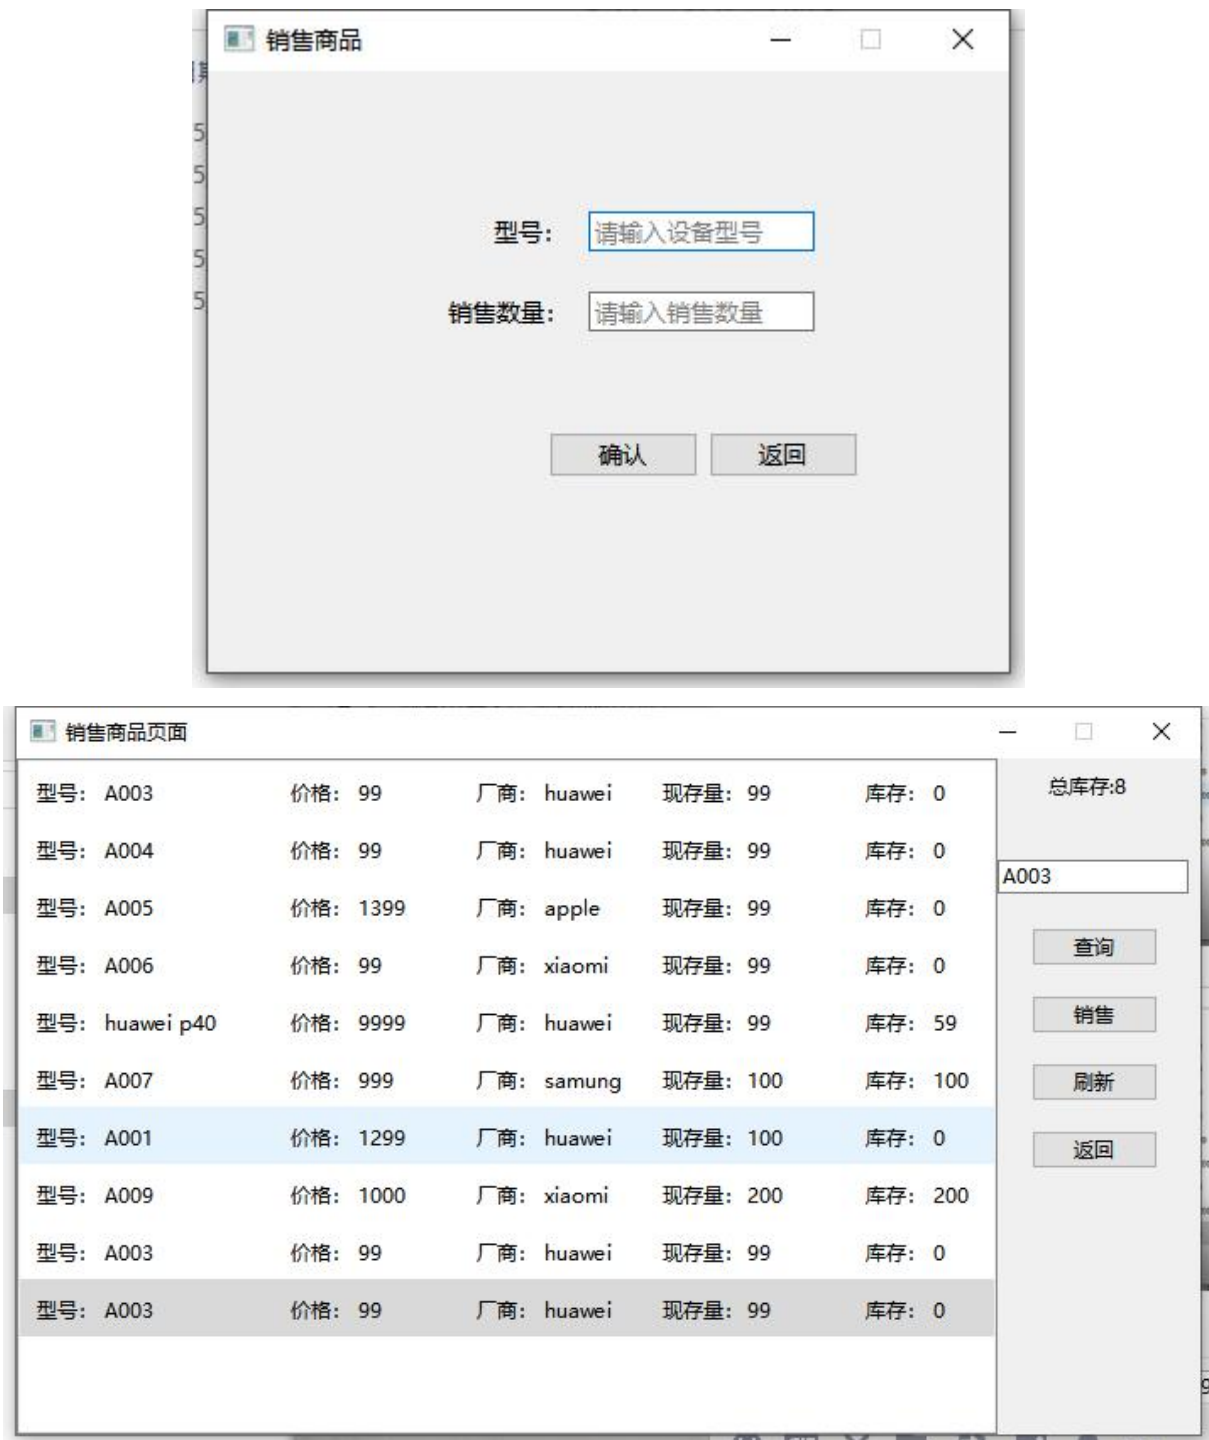 销售商品
5
5
5
5
5
型号： 请输入设备型号
销售数量： 请输入销售数量
确认 返回
销售商品页面
型号： A003 价格： 99 厂商： huawei 现存量： 99 库存： 0
型号： A004 价格： 99 厂商： huawei 现存量： 99 库存： 0
型号： A005 价格： 1399 厂商： apple 现存量： 99 库存： 0
型号： A006 价格： 99 厂商： xiaomi 现存量： 99 库存： 0
型号： huawei p40 价格： 9999 厂商： huawei 现存量： 99 库存： 59
型号： A007 价格： 999 厂商： samung 现存量： 100 库存： 100
型号： A001 价格： 1299 厂商： huawei 现存量： 100 库存： 0
型号： A009 价格： 1000 厂商： xiaomi 现存量： 200 库存： 200
型号： A003 价格： 99 厂商： huawei 现存量： 99 库存： 0
型号： A003 价格： 99 厂商： huawei 现存量： 99 库存： 0
总库存:8
A003
查询
销售
刷新
返回